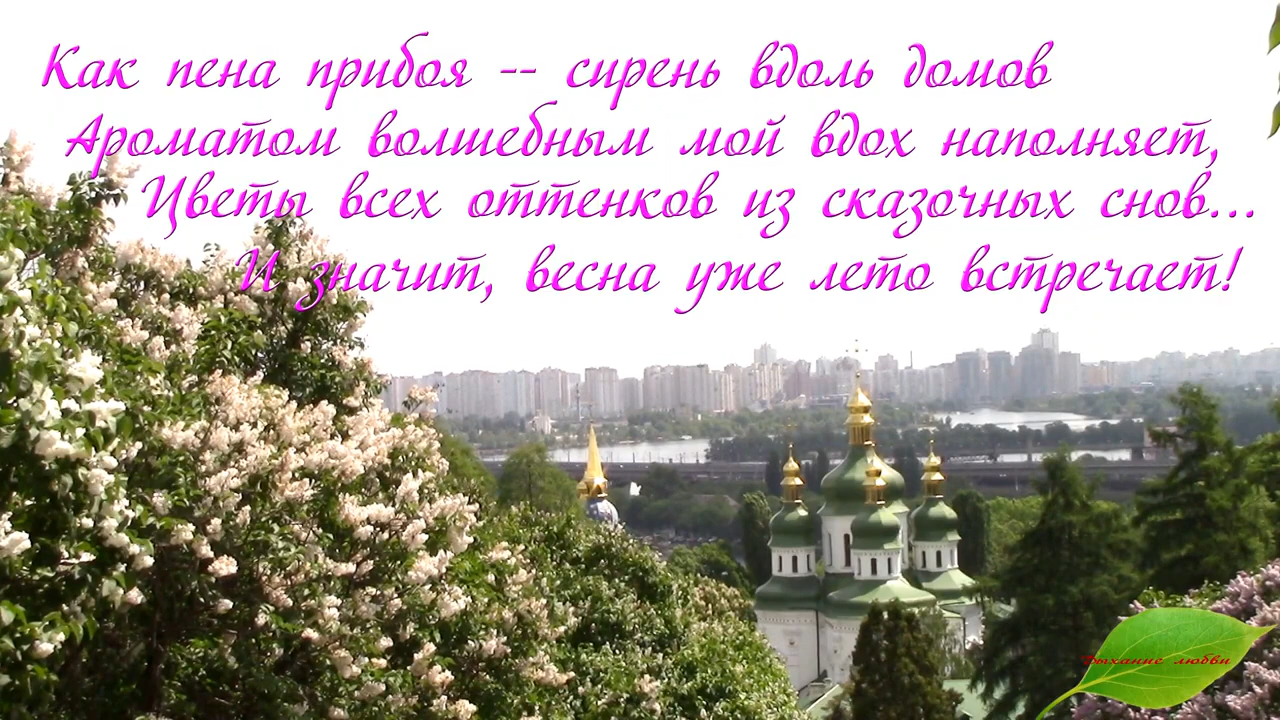 Как пена прибоя -- сирень вдоль домов
Ароматом волшебным мой вдох наполняет,
Цветы всех оттенков из сказочных снов...
И значит, весна уже лето встречает!
Дыхание любви